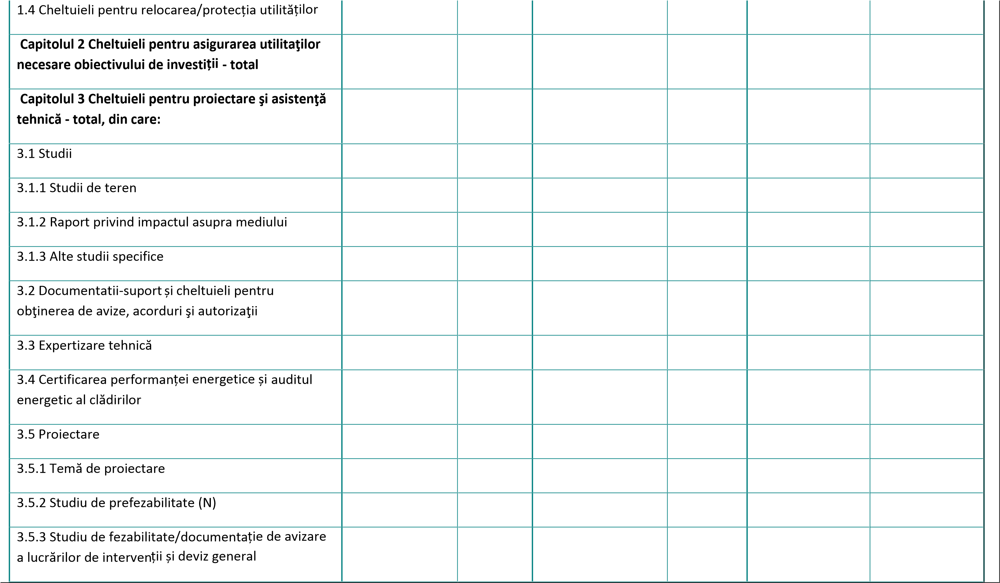 1.4 Cheltuieli pentru relocarea/protecția utilităților
Capitolul 2 Cheltuieli pentru asigurarea utilitaţilor
necesare obiectivului de investiții - total
Capitolul 3 Cheltuieli pentru proiectare şi asistenţă
tehnică - total, din care:
3.1 Studii
3.1.1 Studii de teren
3.1.2 Raport privind impactul asupra mediului
3.1.3 Alte studii specifice
3.2 Documentatii-suport și cheltuieli pentru
obţinerea de avize, acorduri şi autorizaţii
3.3 Expertizare tehnică
3.4 Certificarea performanței energetice și auditul
energetic al clădirilor
3.5 Proiectare
3.5.1 Temă de proiectare
3.5.2 Studiu de prefezabilitate (N)
3.5.3 Studiu de fezabilitate/documentație de avizare
a lucrărilor de intervenții și deviz general